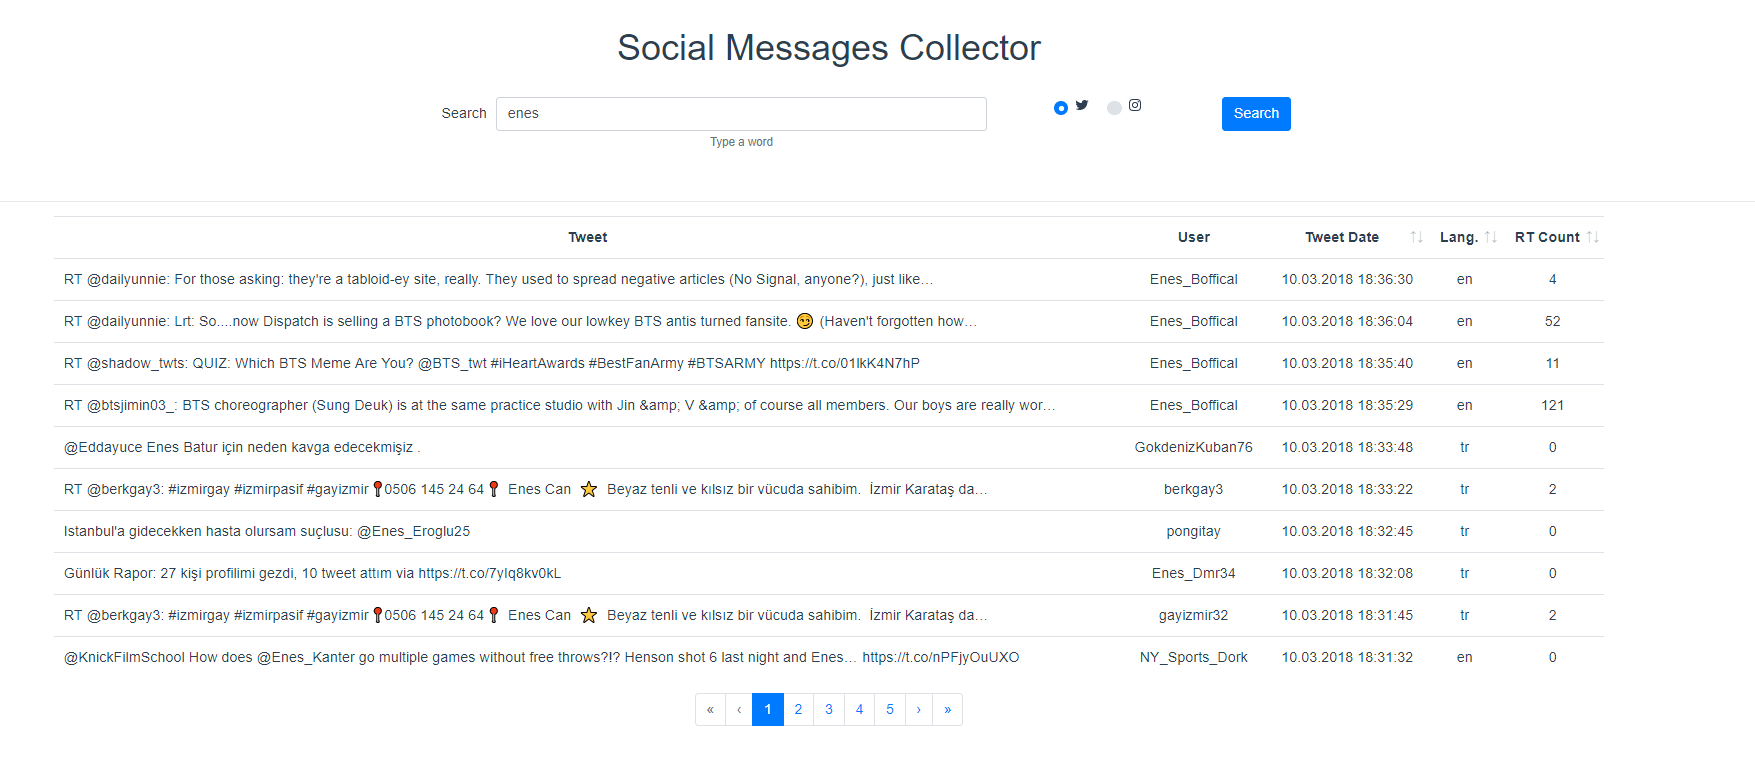 Social Messages Collector
Search enes Search
Type a word
Tweet User Tweet Date Lang. RT Count
RT @dailyunnie: For those asking: they're a tabloid-ey site, really. They used to spread negative articles (No Signal, anyone?), just like… Enes_Boffical 10.03.2018 18:36:30 en 4
RT @dailyunnie: Lrt: So....now Dispatch is selling a BTS photobook? We love our lowkey BTS antis turned fansite. 😏 (Haven't forgotten how… Enes_Boffical 10.03.2018 18:36:04 en 52
RT @shadow_twts: QUIZ: Which BTS Meme Are You? @BTS_twt #iHeartAwards #BestFanArmy #BTSARMY https://t.co/01lkK4N7hP Enes_Boffical 10.03.2018 18:35:40 en 11
RT @btsjimin03_: BTS choreographer (Sung Deuk) is at the same practice studio with Jin &amp; V &amp; of course all members. Our boys are really wor… Enes_Boffical 10.03.2018 18:35:29 en 121
@Eddayuce Enes Batur için neden kavga edecekmişiz . GokdenizKuban76 10.03.2018 18:33:48 tr 0
RT @berkgay3: #izmirgay #izmirpasif #gayizmir📍0506 145 24 64📍 Enes Can ⭐ Beyaz tenli ve kılsız bir vücuda sahibim. İzmir Karataş da… berkgay3 10.03.2018 18:33:22 tr 2
Istanbul'a gidecekken hasta olursam suçlusu: @Enes_Eroglu25 pongitay 10.03.2018 18:32:45 tr 0
Günlük Rapor: 27 kişi profilimi gezdi, 10 tweet attım via https://t.co/7yIq8kv0kL Enes_Dmr34 10.03.2018 18:32:08 tr 0
RT @berkgay3: #izmirgay #izmirpasif #gayizmir📍0506 145 24 64📍 Enes Can ⭐ Beyaz tenli ve kılsız bir vücuda sahibim. İzmir Karataş da… gayizmir32 10.03.2018 18:31:45 tr 2
@KnickFilmSchool How does @Enes_Kanter go multiple games without free throws?!? Henson shot 6 last night and Enes… https://t.co/nPFjyOuUXO NY_Sports_Dork 10.03.2018 18:31:32 en 0
« ‹ 1 2 3 4 5 › »